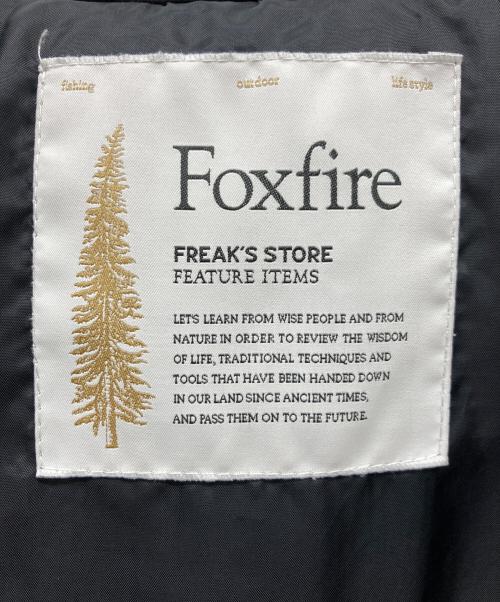 fishing outdoor lifestyle
Foxfire
FREAK'S STORE
FEATURE ITEMS
LET'S LEARN FROM WISE PEOPLE AND FROM
NATURE IN ORDER TO REVIEW THE WISDOM
OF LIFE, TRADITIONAL TECHNIQUES AND
TOOLS THAT HAVE BEEN HANDED DOWN
IN OUR LAND SINCE ANCIENT TIMES,
AND PASS THEM ON TO THE FUTURE.